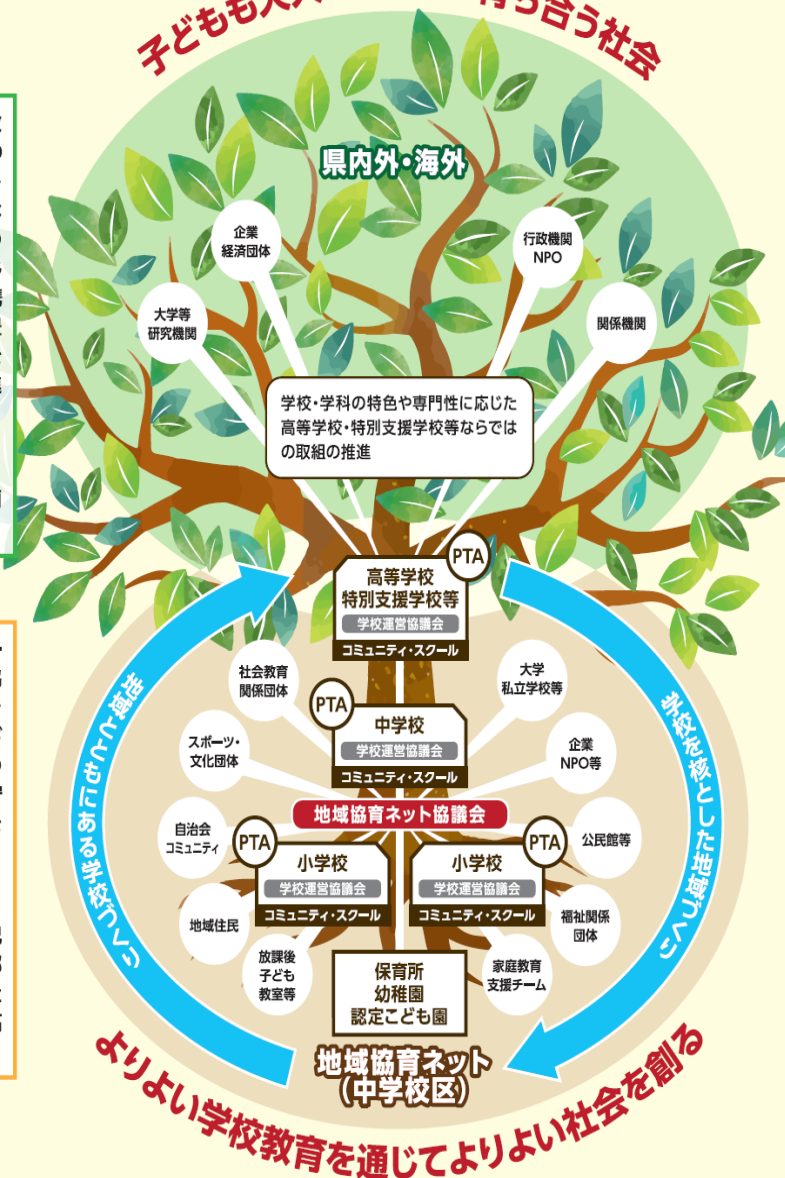 子どもも大人
育ち合う社会
県内外・海外
企業
経済団体
行政機関
NPO
大学等
研究機関
関係機関
学校・学科の特色や専門性に応じた
高等学校・特別支援学校等ならでは
の取組の推進
PTA
高等学校
特別支援学校等
学校運営協議会
コミュニティ・スクール
地域とともにある学校づくり
学校を核とした地域づくり
社会教育
関係団体
大学
私立学校等
PTA
中学校
学校運営協議会
コミュニティ・スクール
スポーツ・
文化団体
企業
NPO等
地域協育ネット協議会
自治会
コミュニティ
PTA
小学校
学校運営協議会
コミュニティ・スクール
PTA
小学校
学校運営協議会
コミュニティ・スクール
公民館等
地域住民
福祉関係
団体
放課後
子ども
教室等
保育所
幼稚園
認定こども園
家庭教育
支援チーム
地域協育ネット
(中学校区)
よりよい学校教育を通じてよりよい社会を創る